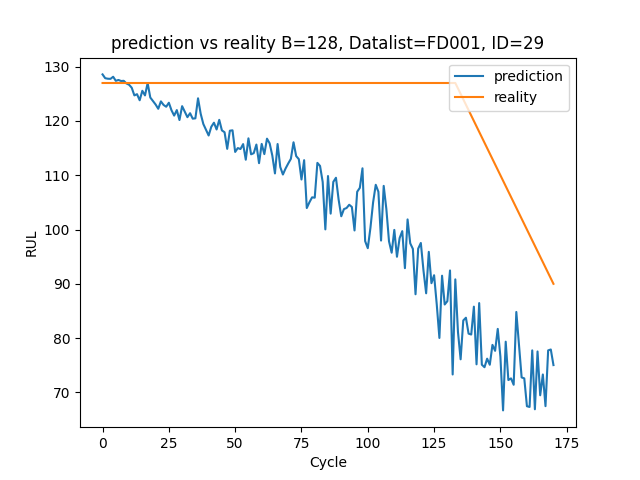 prediction vs reality B=128, Datalist=FD001, ID=29
prediction
reality
130
120
110
100
90
80
70
RUL
0 25 50 75 100 125 150 175
Cycle